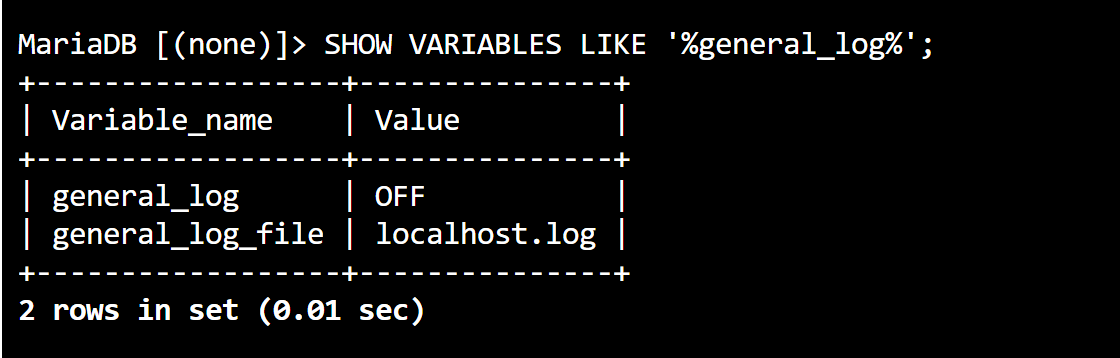 MariaDB [(none)]> SHOW VARIABLES LIKE '%general_log%';
+------------------+---------------+
| Variable_name    | Value         |
+------------------+---------------+
| general_log      | OFF           |
| general_log_file | localhost.log |
+------------------+---------------+
2 rows in set (0.01 sec)